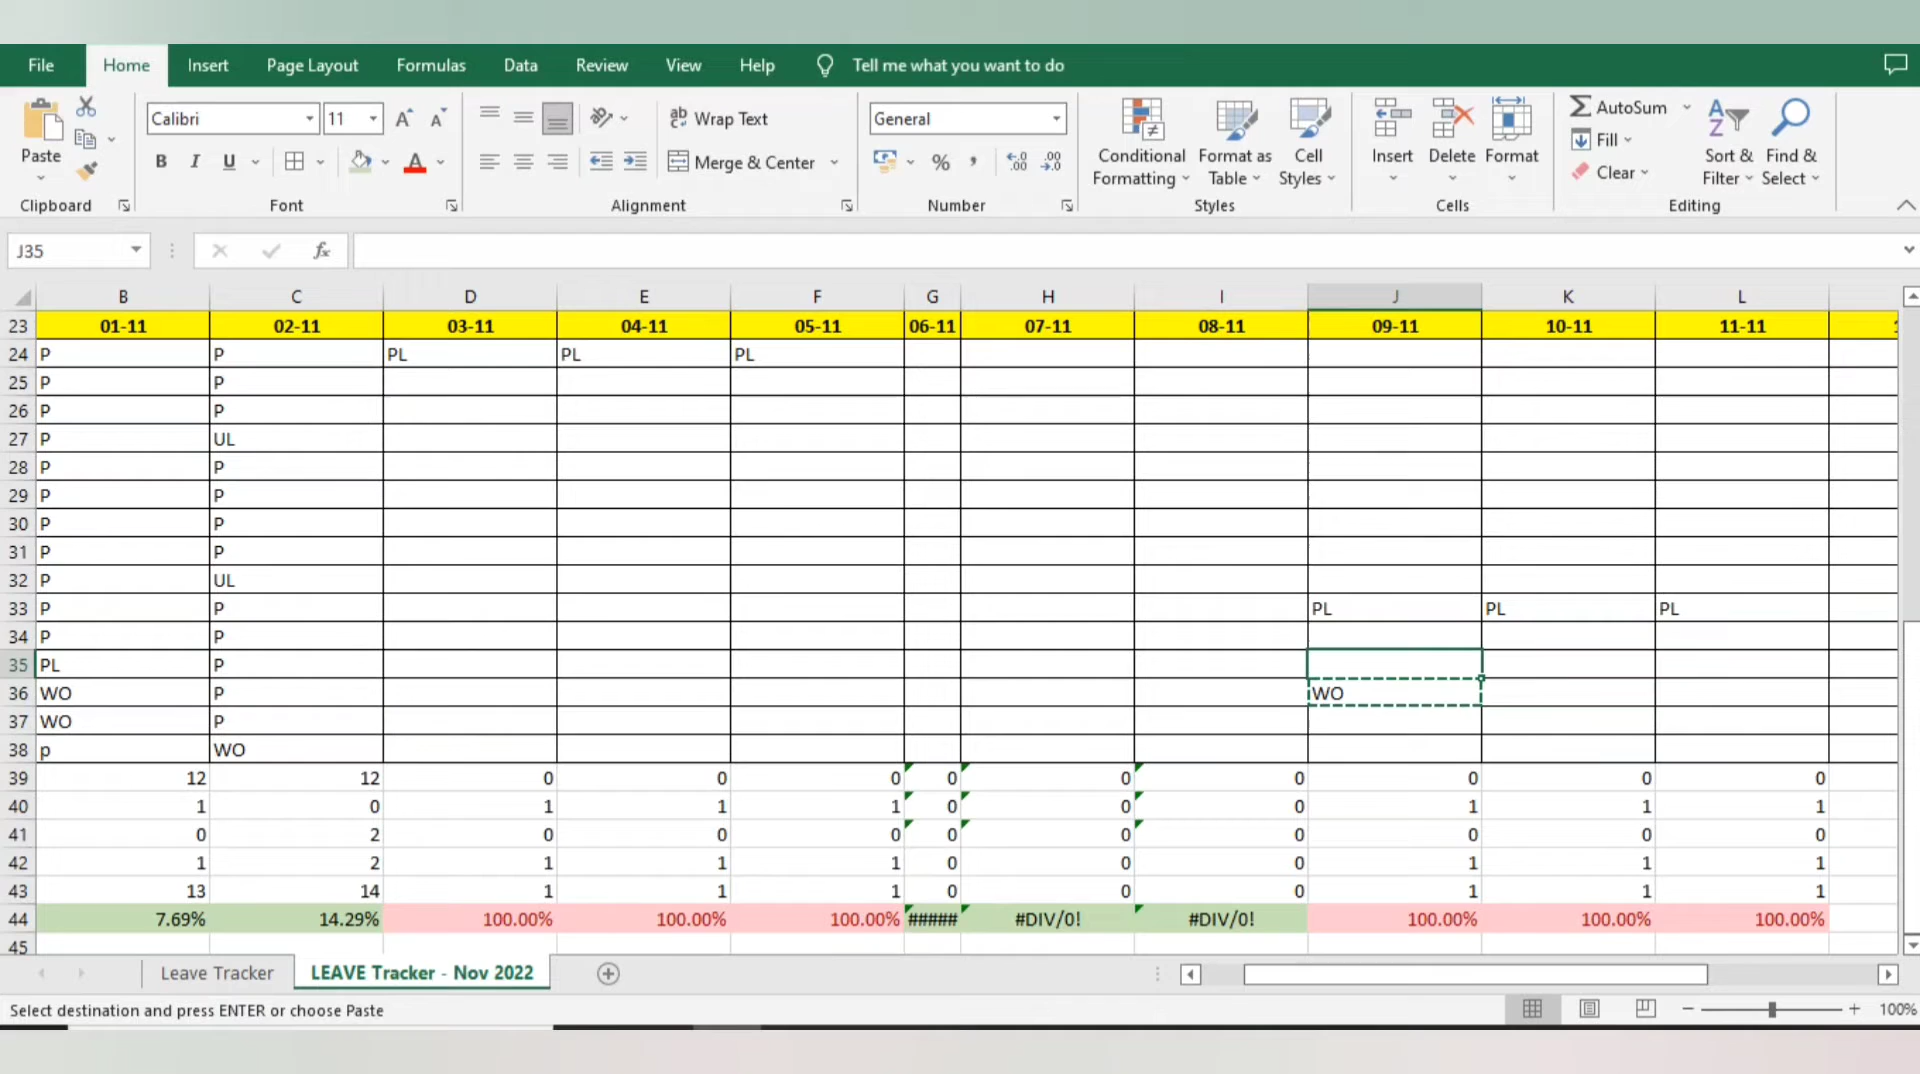 File Home Insert Page Layout Formulas Data Review View Help Tell me what you want to do
Paste
Clipboard
Calibri 11
B I U A
Font
Wrap Text
Merge & Center
Alignment
General
% ,
Number
Conditional Formatting
Format as Table
Cell Styles
Styles
Insert Delete Format
Cells
AutoSum
Fill
Clear
Sort & Filter
Find & Select
Editing
J35 fx
B C D E F G H I J K L
23 01-11 02-11 03-11 04-11 05-11 06-11 07-11 08-11 09-11 10-11 11-11
24 P P PL PL PL
25 P P
26 P P
27 P UL
28 P P
29 P P
30 P P
31 P P
32 P UL
33 P P PL PL PL
34 P P
35 PL P
36 WO P WO
37 WO P
38 p WO
39 12 12 0 0 0 0 0 0 0 0 0
40 1 0 1 1 1 0 0 0 1 1 1
41 0 2 0 0 0 0 0 0 0 0 0
42 1 2 1 1 1 0 0 0 1 1 1
43 13 14 1 1 1 0 0 0 1 1 1
44 7.69% 14.29% 100.00% 100.00% 100.00% ##### #DIV/0! #DIV/0! 100.00% 100.00% 100.00%
45
Leave Tracker LEAVE Tracker - Nov 2022
Select destination and press ENTER or choose Paste 100%